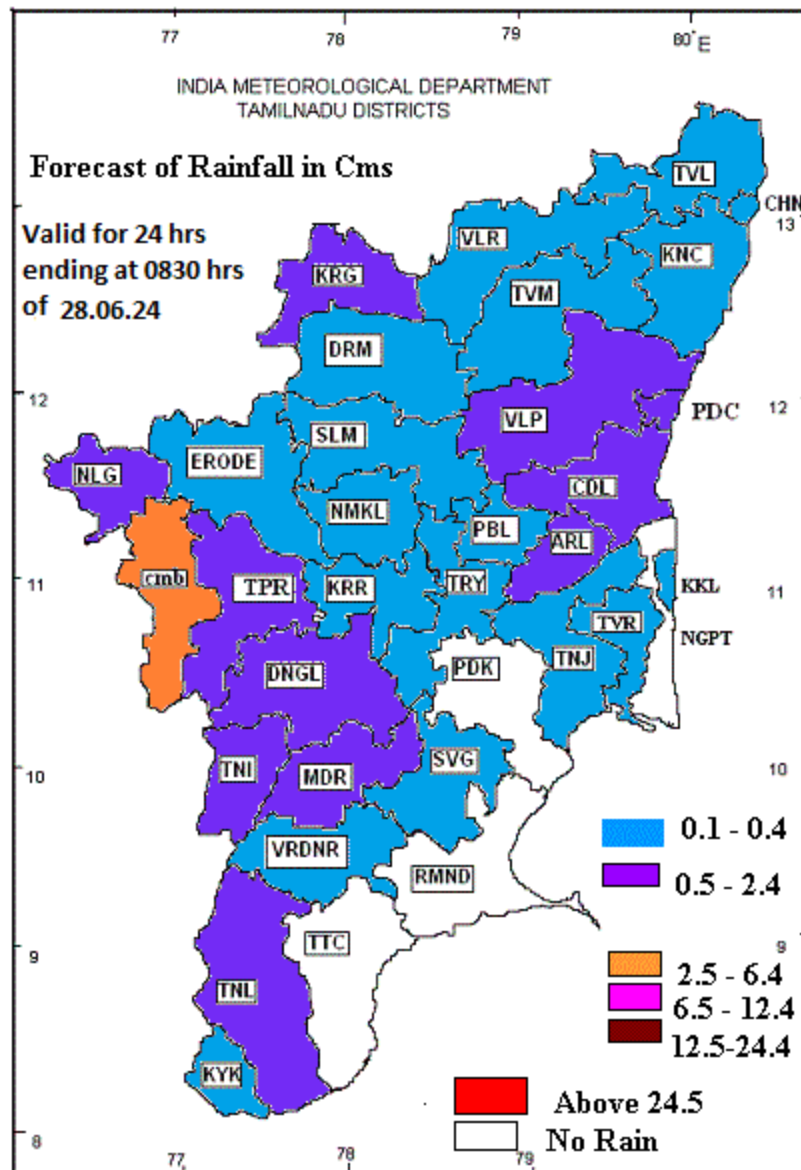 77 78 79 80°E
INDIA METEOROLOGICAL DEPARTMENT
TAMILNADU DISTRICTS
Forecast of Rainfall in Cms
Valid for 24 hrs
ending at 0830 hrs
of 28.06.24
TVL
CHN
13
VLR
KNC
KRG
TVM
DRM
12
12
PDC
VLP
SLM
ERODE
NLG
CDL
NMKL
PBL
ARL
11
cmb
TPR
KRR
TRY
KKL
11
TVR
NGPT
DNGL
PDK
TNJ
10
TNI
MDR
SVG
10
0.1 - 0.4
VRDNR
RMND
0.5 - 2.4
9
TTC
9
2.5 - 6.4
TNL
6.5 - 12.4
12.5-24.4
KYK
Above 24.5
8
No Rain
77 78 79